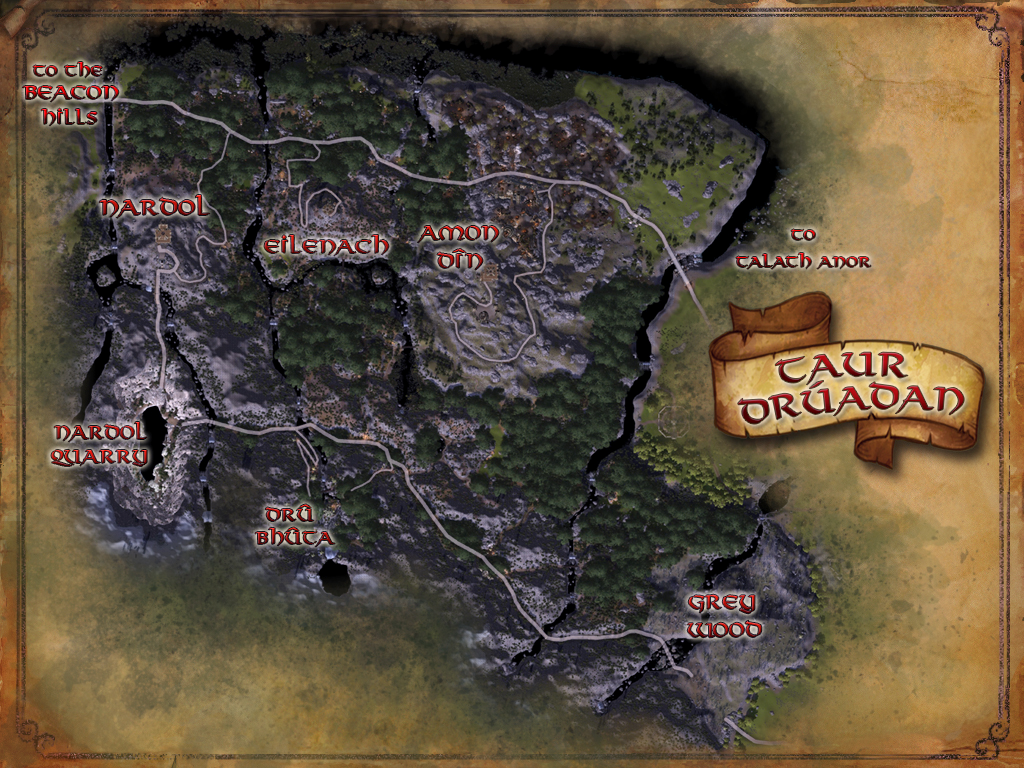 to the
Beacon
Hills
Nardol
Eilenach
Amon
Dîn
to
Talath Anor
Taur
Drúadan
Nardol
Quarry
Drû
Bhûta
Grey
Wood